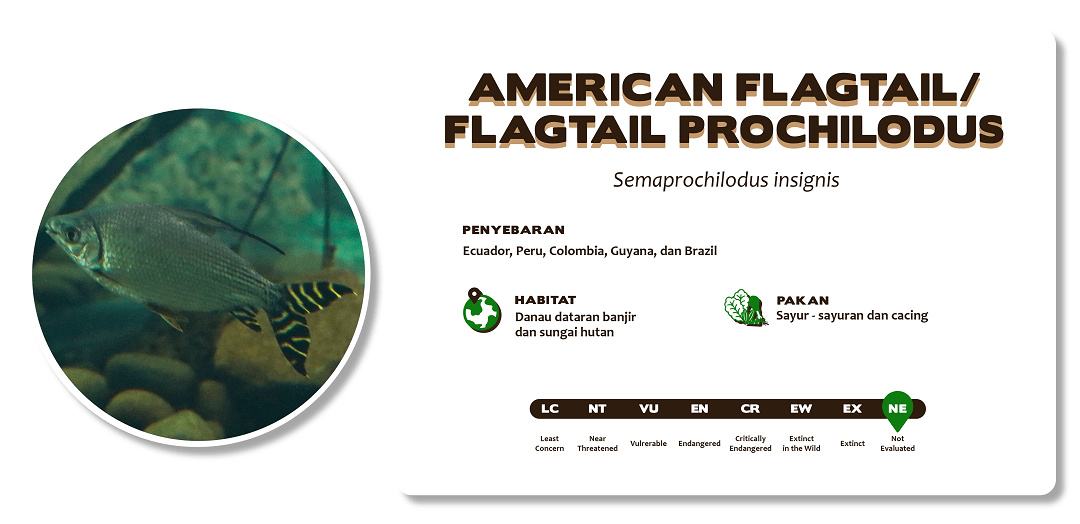 AMERICAN FLAGTAIL/
FLAGTAIL PROCHILODUS
Semaprochilodus insignis
PENYEBARAN
Ecuador, Peru, Colombia, Guyana, dan Brazil
HABITAT
Danau dataran banjir
dan sungai hutan
PAKAN
Sayur - sayuran dan cacing
LC NT VU EN CR EW EX NE
Least Concern Near Threatened Vulrerable Endangered Critically Endangered Extinct in the Wild Extinct Not Evaluated